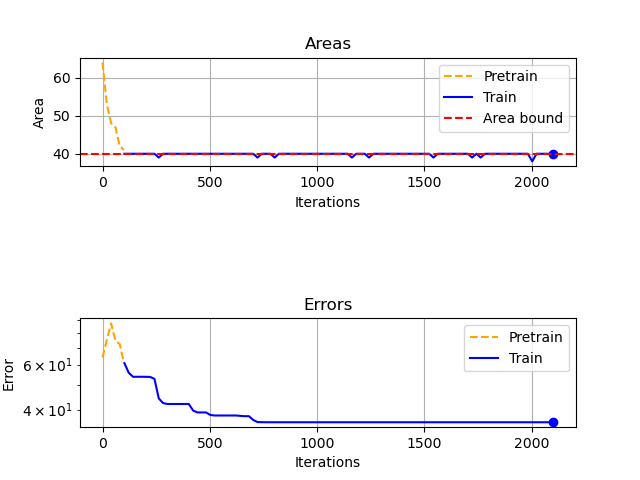 Areas
60
50
40
Area
Pretrain
Train
Area bound
0 500 1000 1500 2000
Iterations
Errors
6 × 10¹
4 × 10¹
Error
Pretrain
Train
0 500 1000 1500 2000
Iterations